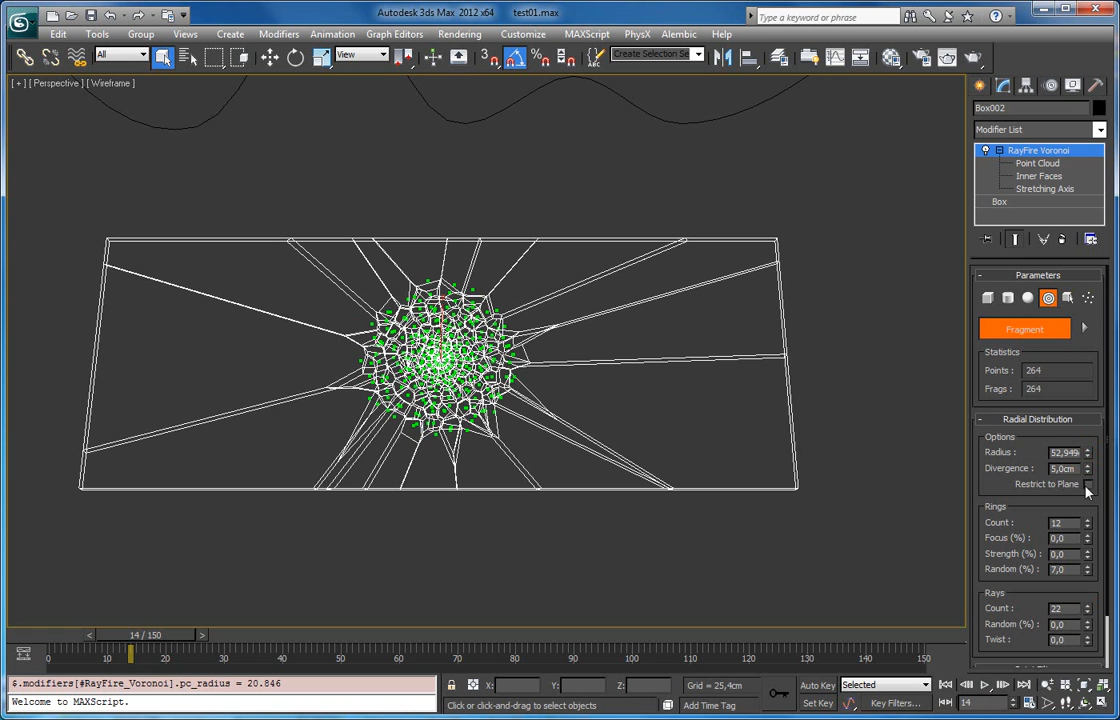 Autodesk 3ds Max 2012 x64 test01.max
Type a keyword or phrase
Edit Tools Group Views Create Modifiers Animation Graph Editors Rendering Customize MAXScript PhysX Alembic Help
All View 3 Create Selection Se
[ + ] [ Perspective ] [ Wireframe ]
Box002
Modifier List
RayFire Voronoi
Point Cloud
Inner Faces
Stretching Axis
Box
Parameters
Fragment
Statistics
Points : 264
Frags : 264
Radial Distribution
Options
Radius : 52,949
Divergence : 5,0cm
Restrict to Plane
Rings
Count : 12
Focus (%) : 0,0
Strength (%) : 0,0
Random (%) : 7,0
Rays
Count : 22
Random (%) : 0,0
Twist : 0,0
< 14 / 150 >
0 10 20 30 40 50 60 70 80 90 100 110 120 130 140 150
$.modifiers[#RayFire_Voronoi].pc_radius = 20.846
Welcome to MAXScript.
X: Y: Z: Grid = 25,4cm
Click or click-and-drag to select objects
Add Time Tag
Auto Key Selected
Set Key Key Filters...
14